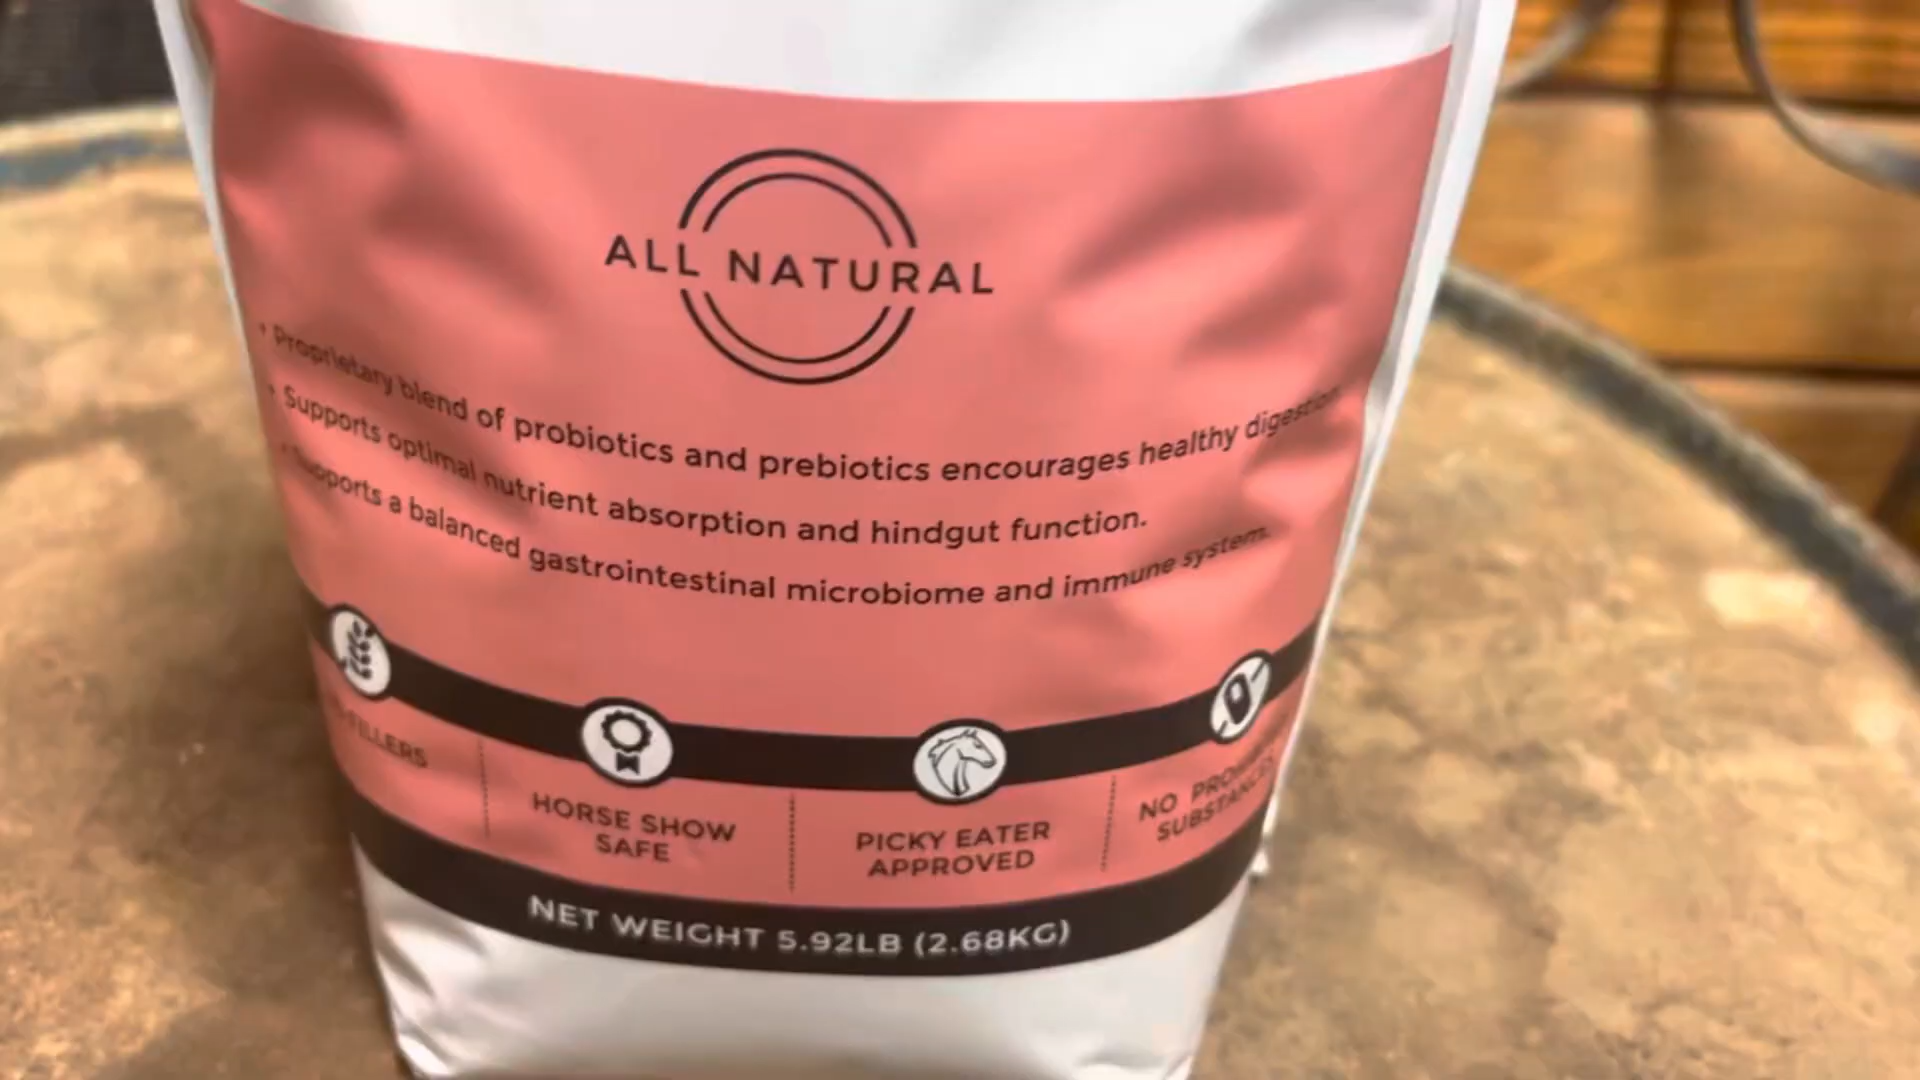 ALL NATURAL
• Proprietary blend of probiotics and prebiotics encourages healthy digestion.
• Supports optimal nutrient absorption and hindgut function.
• Supports a balanced gastrointestinal microbiome and immune system.
FILLERS
HORSE SHOW
SAFE
PICKY EATER
APPROVED
NO
SUBSTANCES
NET WEIGHT 5.92LB (2.68KG)